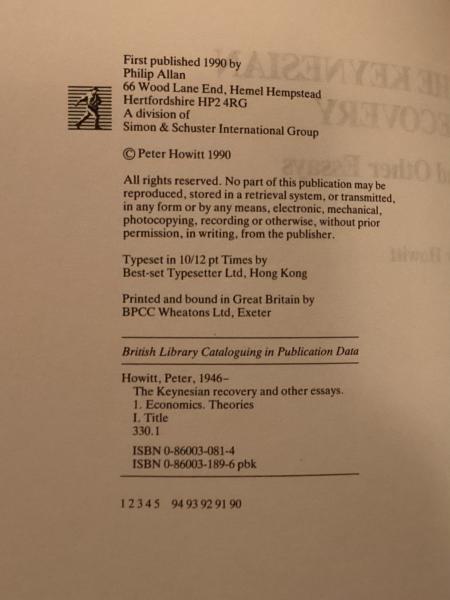 First published 1990 by
Philip Allan
66 Wood Lane End, Hemel Hempstead
Hertfordshire HP2 4RG
A division of
Simon & Schuster International Group
© Peter Howitt 1990
All rights reserved. No part of this publication may be
reproduced, stored in a retrieval system, or transmitted,
in any form or by any means, electronic, mechanical,
photocopying, recording or otherwise, without prior
permission, in writing, from the publisher.
Typeset in 10/12 pt Times by
Best-set Typesetter Ltd, Hong Kong
Printed and bound in Great Britain by
BPCC Wheatons Ltd, Exeter
British Library Cataloguing in Publication Data
Howitt, Peter, 1946–
The Keynesian recovery and other essays.
1. Economics. Theories
I. Title
330.1
ISBN 0-86003-081-4
ISBN 0-86003-189-6 pbk
1 2 3 4 5 94 93 92 91 90